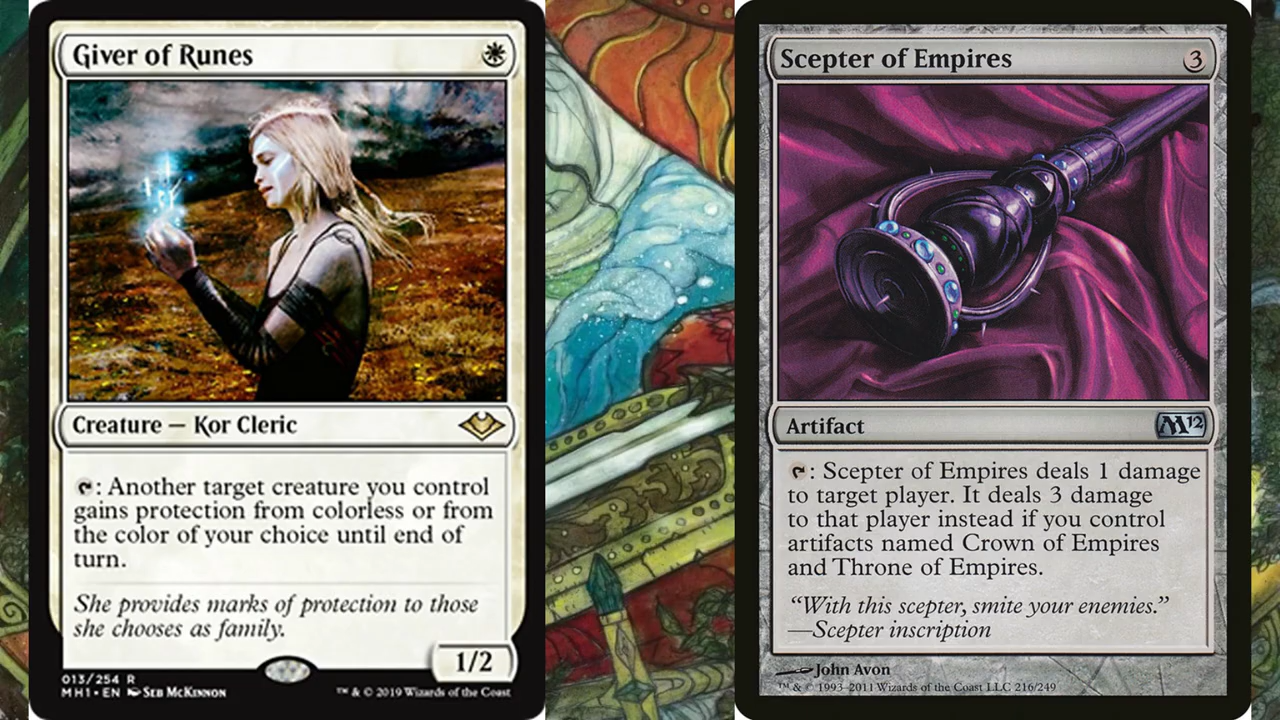 Giver of Runes
Creature — Kor Cleric
: Another target creature you control
gains protection from colorless or from
the color of your choice until end of
turn.
She provides marks of protection to those
she chooses as family.
1/2
013/254 R
MH1 • EN Seb McKinnon
™ & © 2019 Wizards of the Coast
Scepter of Empires
3
Artifact
M12
: Scepter of Empires deals 1 damage
to target player. It deals 3 damage
to that player instead if you control
artifacts named Crown of Empires
and Throne of Empires.
“With this scepter, smite your enemies.”
—Scepter inscription
John Avon
™ & © 1993–2011 Wizards of the Coast LLC 216/249